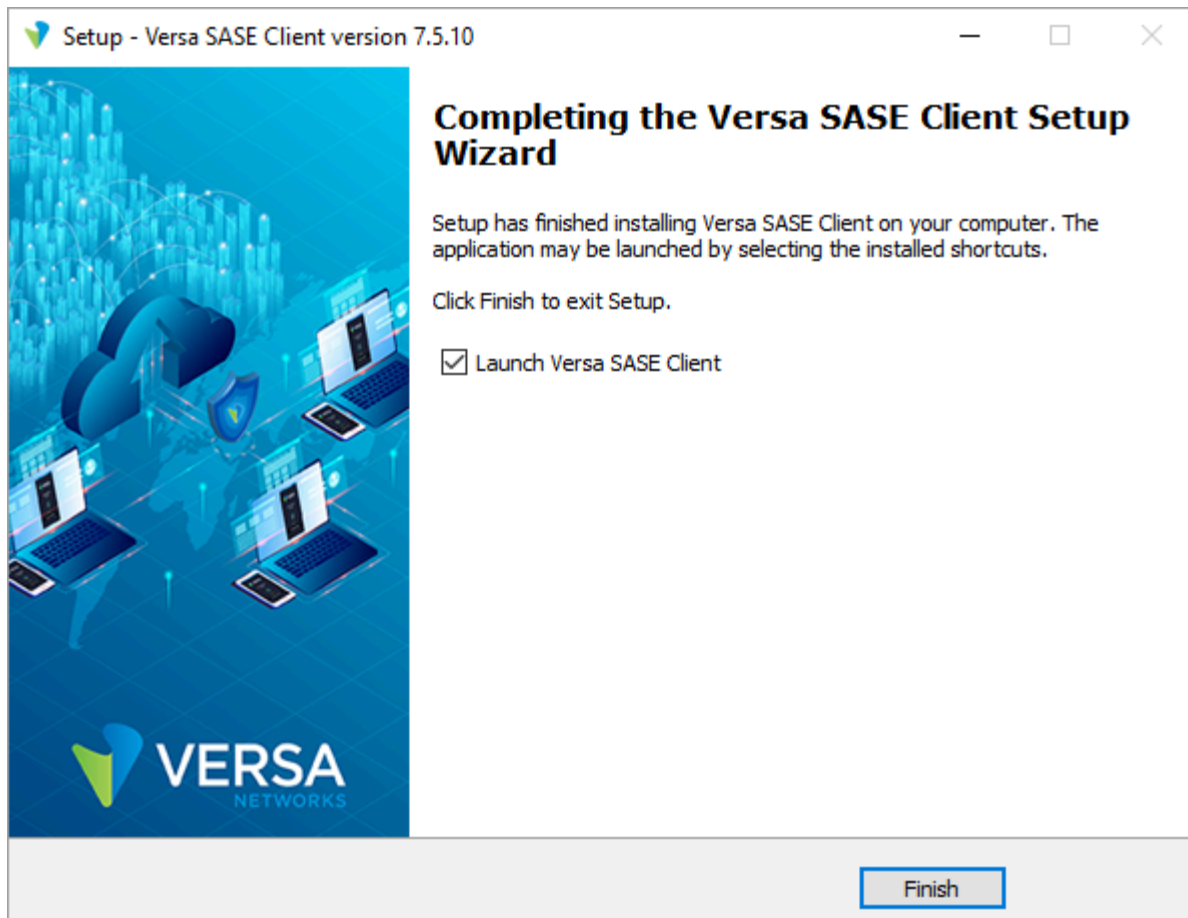 Setup - Versa SASE Client version 7.5.10
Completing the Versa SASE Client Setup
Wizard
Setup has finished installing Versa SASE Client on your computer. The
application may be launched by selecting the installed shortcuts.
Click Finish to exit Setup.
Launch Versa SASE Client
VERSA
NETWORKS
Finish